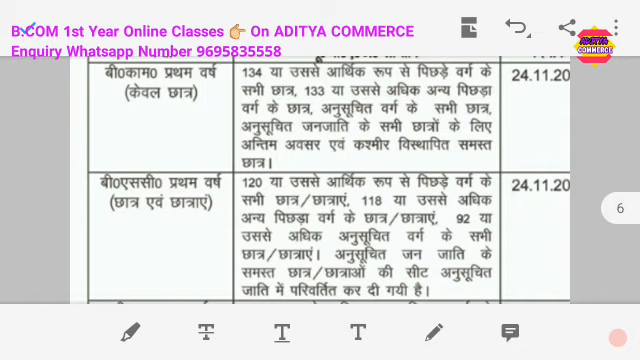 B.COM 1st Year Online Classes 👉 On ADITYA COMMERCE
Enquiry Whatsapp Number 9695835558
ADITYA
COMMERCE
बी0काम0 प्रथम वर्ष
(केवल छात्र)
134 या उससे आर्थिक रूप से पिछड़े वर्ग के
सभी छात्र, 133 या उससे अधिक अन्य पिछड़ा
वर्ग के छात्र, अनुसूचित वर्ग के सभी छात्र,
अनुसूचित जनजाति के सभी छात्रों के लिए
अन्तिम अवसर एवं कश्मीर विस्थापित समस्त
छात्र।
24.11.20
बी0एससी0 प्रथम वर्ष
(छात्र एवं छात्राएं)
120 या उससे आर्थिक रूप से पिछड़े वर्ग के
सभी छात्र/छात्राएं, 118 या उससे अधिक
अन्य पिछड़ा वर्ग के छात्र/छात्राएं, 92 या
उससे अधिक अनुसूचित वर्ग के सभी
छात्र/छात्राएं। अनुसूचित जन जाति के
समस्त छात्र/छात्राओं की सीट अनुसूचित
जाति में परिवर्तित कर दी गयी है।
24.11.20
6
T
T
T